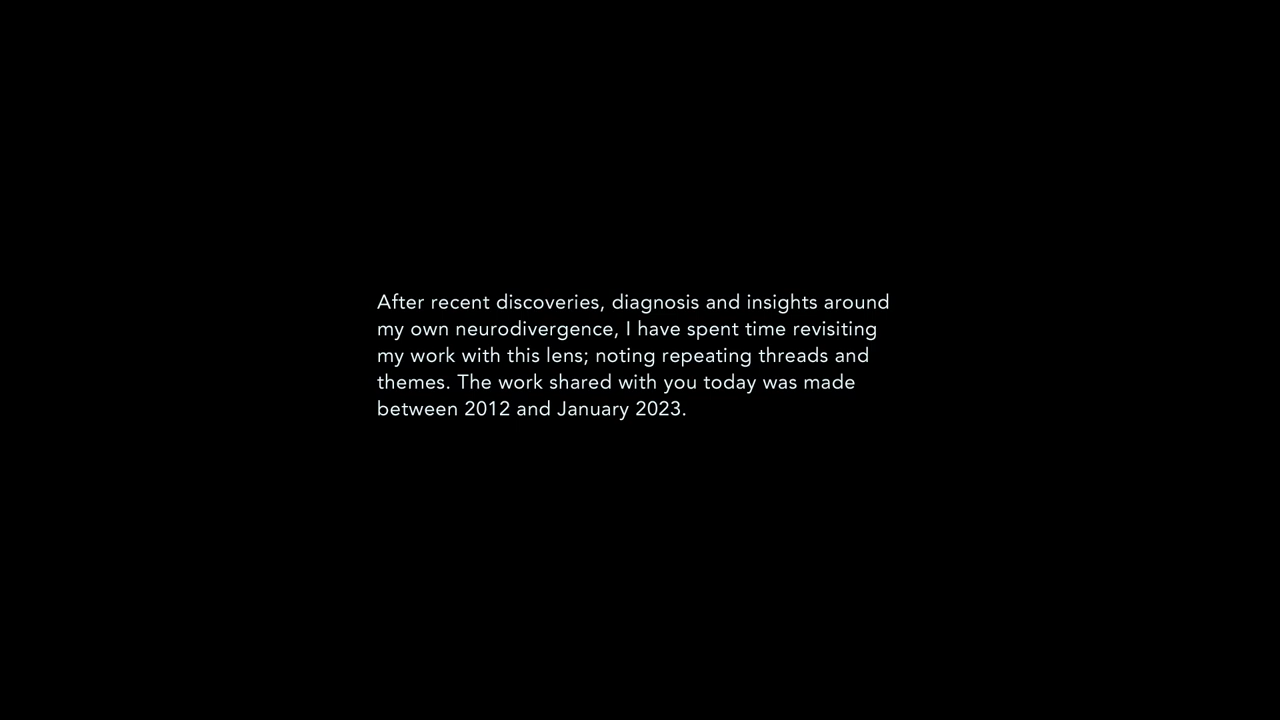 After recent discoveries, diagnosis and insights around
my own neurodivergence, I have spent time revisiting
my work with this lens; noting repeating threads and
themes. The work shared with you today was made
between 2012 and January 2023.